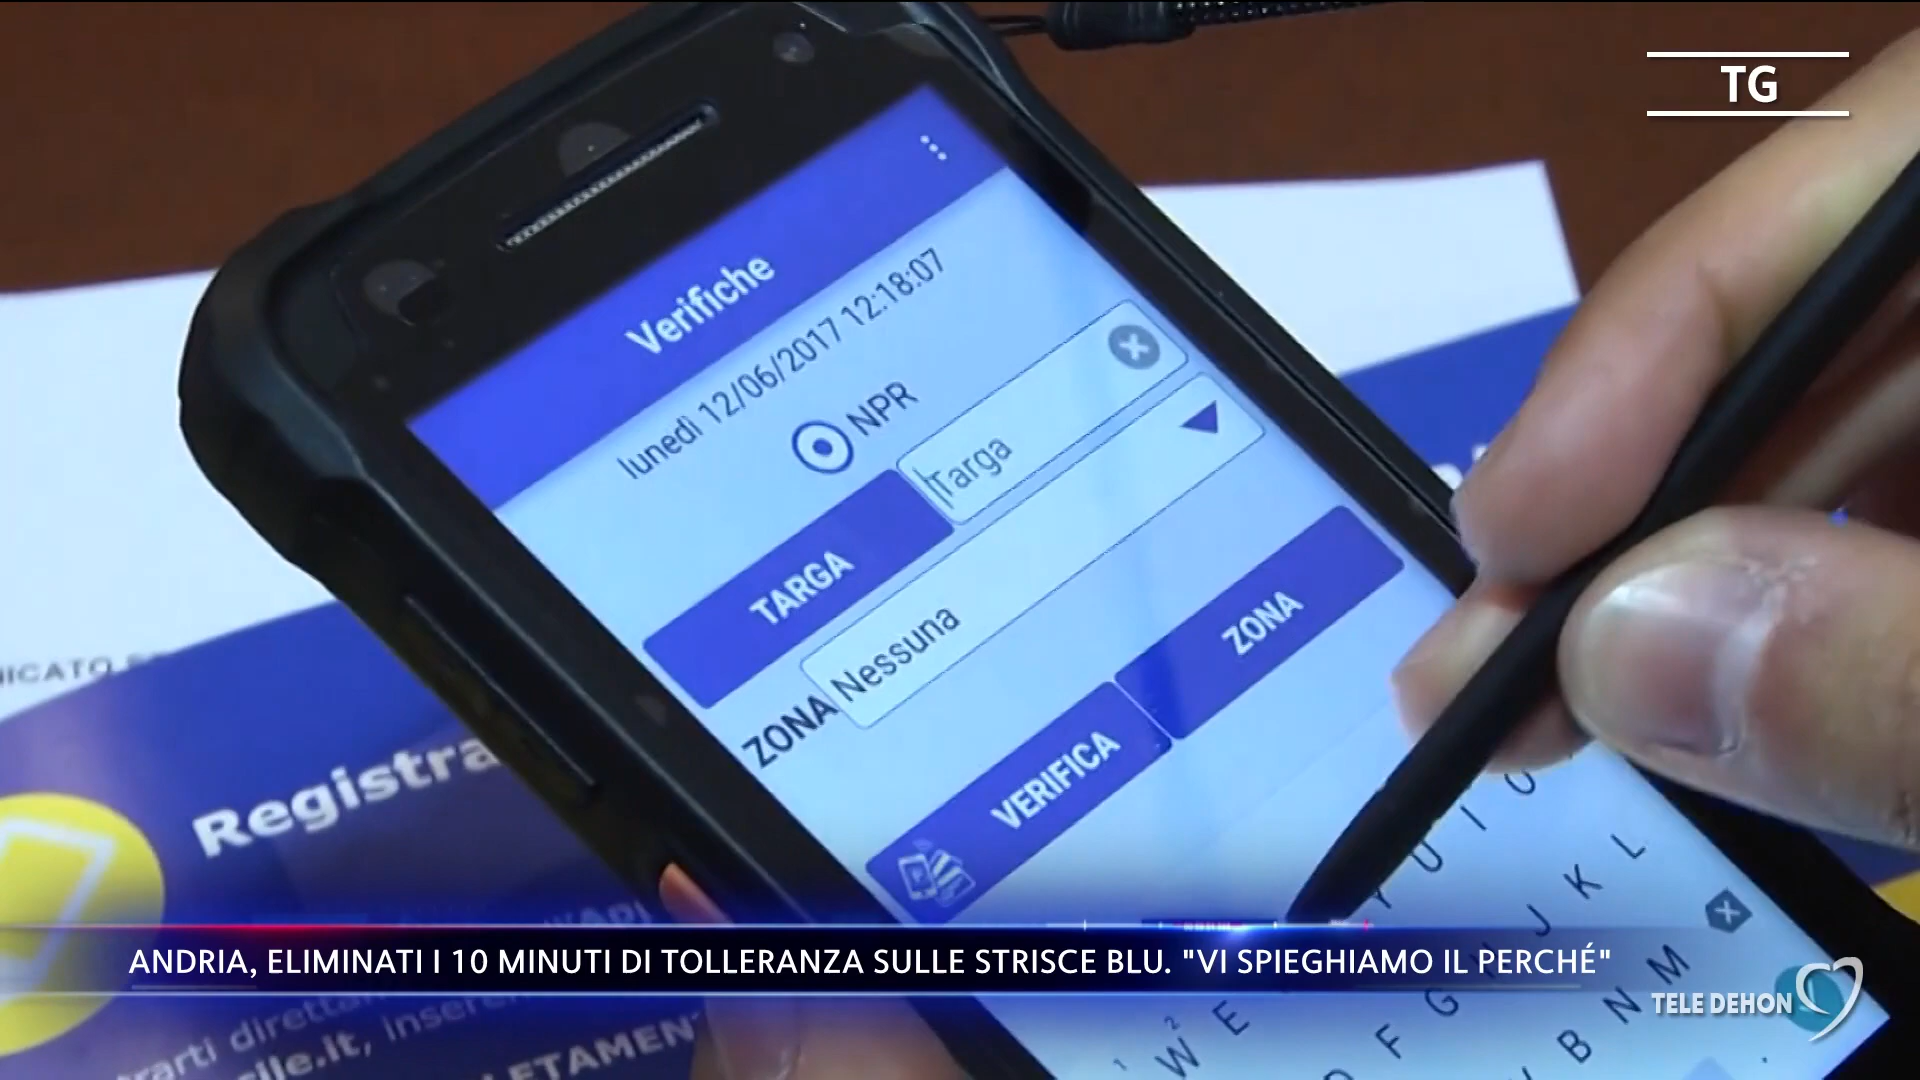 TG
Verifiche
lunedì 12/06/2017 12:18:07
NPR
TARGA
Targa
ZONA
Nessuna
VERIFICA
ZONA
Registra
ANDRIA, ELIMINATI I 10 MINUTI DI TOLLERANZA SULLE STRISCE BLU. "VI SPIEGHIAMO IL PERCHÉ"
TELE DEHON
U I O
J K L
W E
F G
B N M